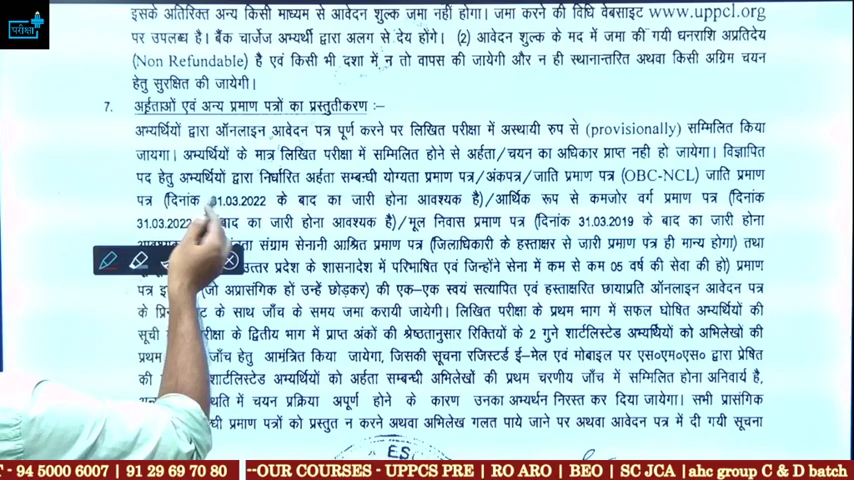 परीक्षा
इसके अतिरिक्त अन्य किसी माध्यम से आवेदन शुल्क जमा नहीं होगा। जमा करने की विधि वेबसाइट www.uppcl.org
पर उपलब्ध है। बैंक चार्जेज अभ्यर्थी द्वारा अलग से देय होंगे। (2) आवेदन शुल्क के मद में जमा की गयी धनराशि अप्रतिदेय
(Non Refundable) है एवं किसी भी दशा में न तो वापस की जायेगी और न ही स्थानान्तरित अथवा किसी अग्रिम चयन
हेतु सुरक्षित की जायेगी।
7. अर्हताओं एवं अन्य प्रमाण पत्रों का प्रस्तुतीकरण :–
अभ्यर्थियों द्वारा ऑनलाइन आवेदन पत्र पूर्ण करने पर लिखित परीक्षा में अस्थायी रुप से (provisionally) सम्मिलित किया
जायगा। अभ्यर्थियों के मात्र लिखित परीक्षा में सम्मिलित होने से अर्हता/चयन का अधिकार प्राप्त नही हो जायेगा। विज्ञापित
पद हेतु अभ्यर्थियों द्वारा निर्धारित अर्हता सम्बन्धी योग्यता प्रमाण पत्र/अंकपत्र/जाति प्रमाण पत्र (OBC-NCL) जाति प्रमाण
पत्र (दिनांक 31.03.2022 के बाद का जारी होना आवश्यक है)/आर्थिक रूप से कमजोर वर्ग प्रमाण पत्र (दिनांक
31.03.2022 बाद का जारी होना आवश्यक है)/मूल निवास प्रमाण पत्र (दिनांक 31.03.2019 के बाद का जारी होना
संग्राम सेनानी आश्रित प्रमाण पत्र (जिलाधिकारी के हस्ताक्षर से जारी प्रमाण पत्र ही मान्य होगा) तथा
उत्तर प्रदेश के शासनादेश में परिभाषित एवं जिन्होंने सेना में कम से कम 05 वर्ष की सेवा की हो) प्रमाण
पत्र (जो अप्रासंगिक हों उन्हें छोड़कर) की एक–एक स्वयं सत्यापित एवं हस्ताक्षरित छायाप्रति ऑनलाइन आवेदन पत्र
के के साथ जाँच के समय जमा करायी जायेगी। लिखित परीक्षा के प्रथम भाग में सफल घोषित अभ्यर्थियों की
सूची के द्वितीय भाग में प्राप्त अंकों की श्रेष्ठतानुसार रिक्तियों के 2 गुने शार्टलिस्टेड अभ्यर्थियों को अभिलेखों की
प्रथम जाँच हेतु आमंत्रित किया जायेगा, जिसकी सूचना रजिस्टर्ड ई–मेल एवं मोबाइल पर एस०एम०एस० द्वारा प्रेषित
की शार्टलिस्टेड अभ्यर्थियों को अर्हता सम्बन्धी अभिलेखों की प्रथम चरणीय जाँच में सम्मिलित होना अनिवार्य है,
में चयन प्रक्रिया अपूर्ण होने के कारण उनका अभ्यर्थन निरस्त कर दिया जायेगा। सभी प्रासंगिक
प्रमाण पत्रों को प्रस्तुत न करने अथवा अभिलेख गलत पाये जाने पर अथवा आवेदन पत्र में दी गयी सूचना
ES
- 94 5000 6007 | 91 29 69 70 80 --OUR COURSES - UPPCS PRE | RO ARO | BEO | SC JCA |ahc group C & D batch